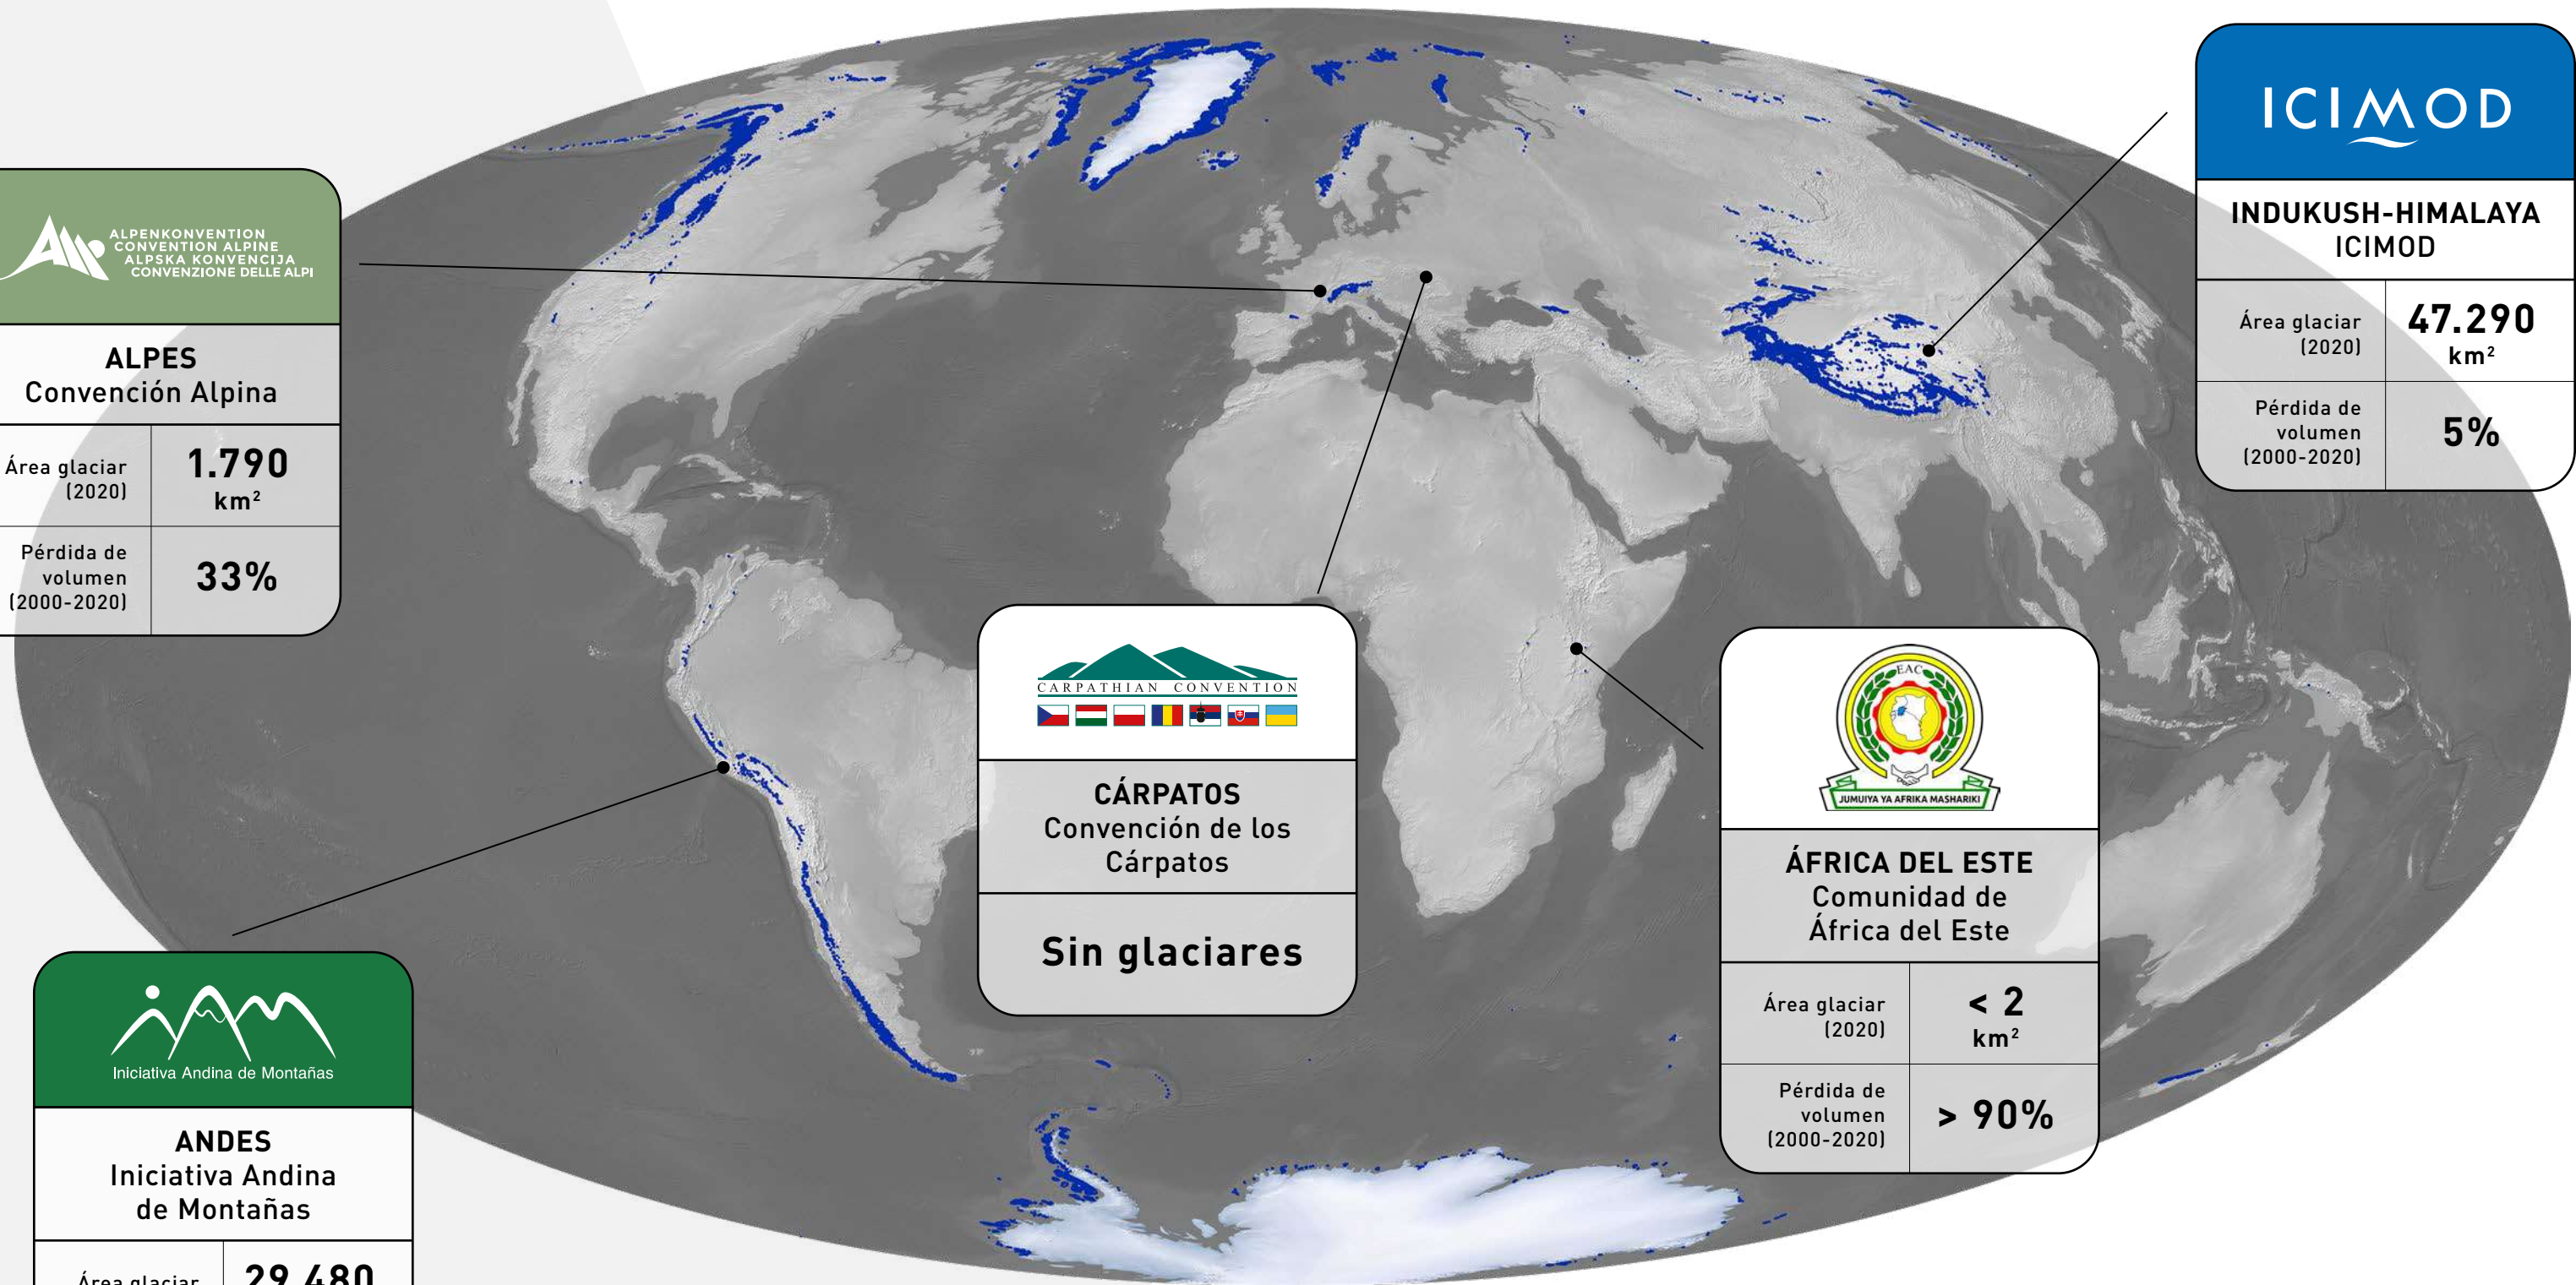 ALPENKONVENTION
CONVENTION ALPINE
ALPSKA KONVENCIJA
CONVENZIONE DELLE ALPI
ALPES
Convención Alpina
Área glaciar
(2020)
1.790
km²
Pérdida de
volumen
(2000-2020)
33%
ICIMOD
INDUKUSH-HIMALAYA
ICIMOD
Área glaciar
(2020)
47.290
km²
Pérdida de
volumen
(2000-2020)
5%
CARPATHIAN CONVENTION
CÁRPATOS
Convención de los
Cárpatos
Sin glaciares
EAC
JUMUIYA YA AFRIKA MASHARIKI
ÁFRICA DEL ESTE
Comunidad de
África del Este
Área glaciar
(2020)
< 2
km²
Pérdida de
volumen
(2000-2020)
> 90%
Iniciativa Andina de Montañas
ANDES
Iniciativa Andina
de Montañas
Área glaciar
29.480